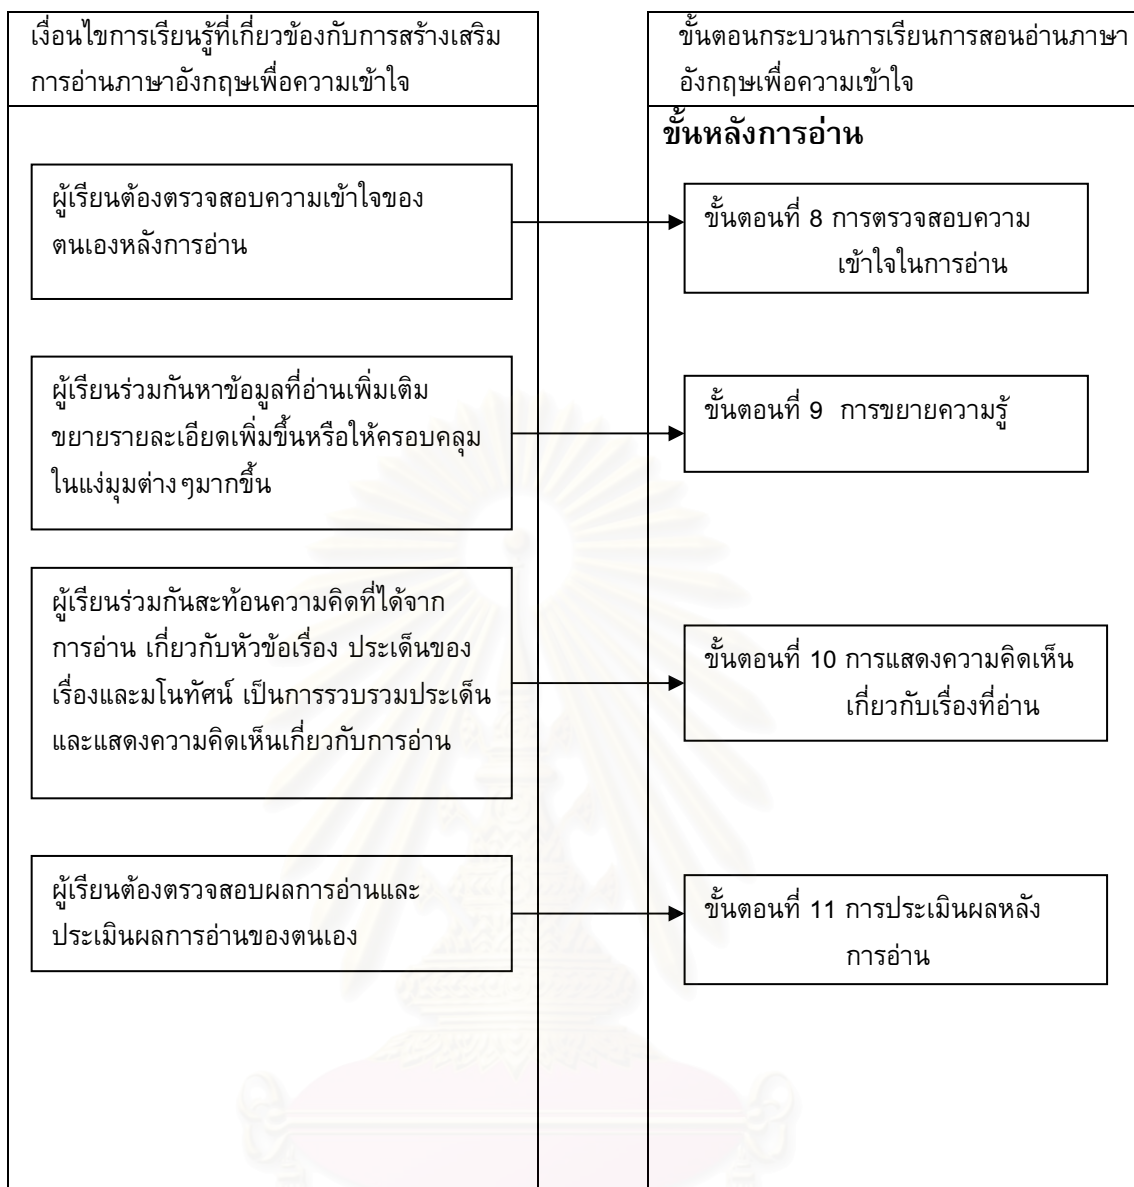 เงื่อนไขการเรียนรู้ที่เกี่ยวข้องกับการสร้างเสริม
การอ่านภาษาอังกฤษเพื่อความเข้าใจ
ขั้นตอนกระบวนการเรียนการสอนอ่านภาษา
อังกฤษเพื่อความเข้าใจ
ขั้นหลังการอ่าน
ผู้เรียนต้องตรวจสอบความเข้าใจของ
ตนเองหลังการอ่าน
ขั้นตอนที่ 8 การตรวจสอบความ
เข้าใจในการอ่าน
ผู้เรียนร่วมกันหาข้อมูลที่อ่านเพิ่มเติม
ขยายรายละเอียดเพิ่มขึ้นหรือให้ครอบคลุม
ในแง่มุมต่างๆมากขึ้น
ขั้นตอนที่ 9 การขยายความรู้
ผู้เรียนร่วมกันสะท้อนความคิดที่ได้จาก
การอ่าน เกี่ยวกับหัวข้อเรื่อง ประเด็นของ
เรื่องและมโนทัศน์ เป็นการรวบรวมประเด็น
และแสดงความคิดเห็นเกี่ยวกับการอ่าน
ขั้นตอนที่ 10 การแสดงความคิดเห็น
เกี่ยวกับเรื่องที่อ่าน
ผู้เรียนต้องตรวจสอบผลการอ่านและ
ประเมินผลการอ่านของตนเอง
ขั้นตอนที่ 11 การประเมินผลหลัง
การอ่าน